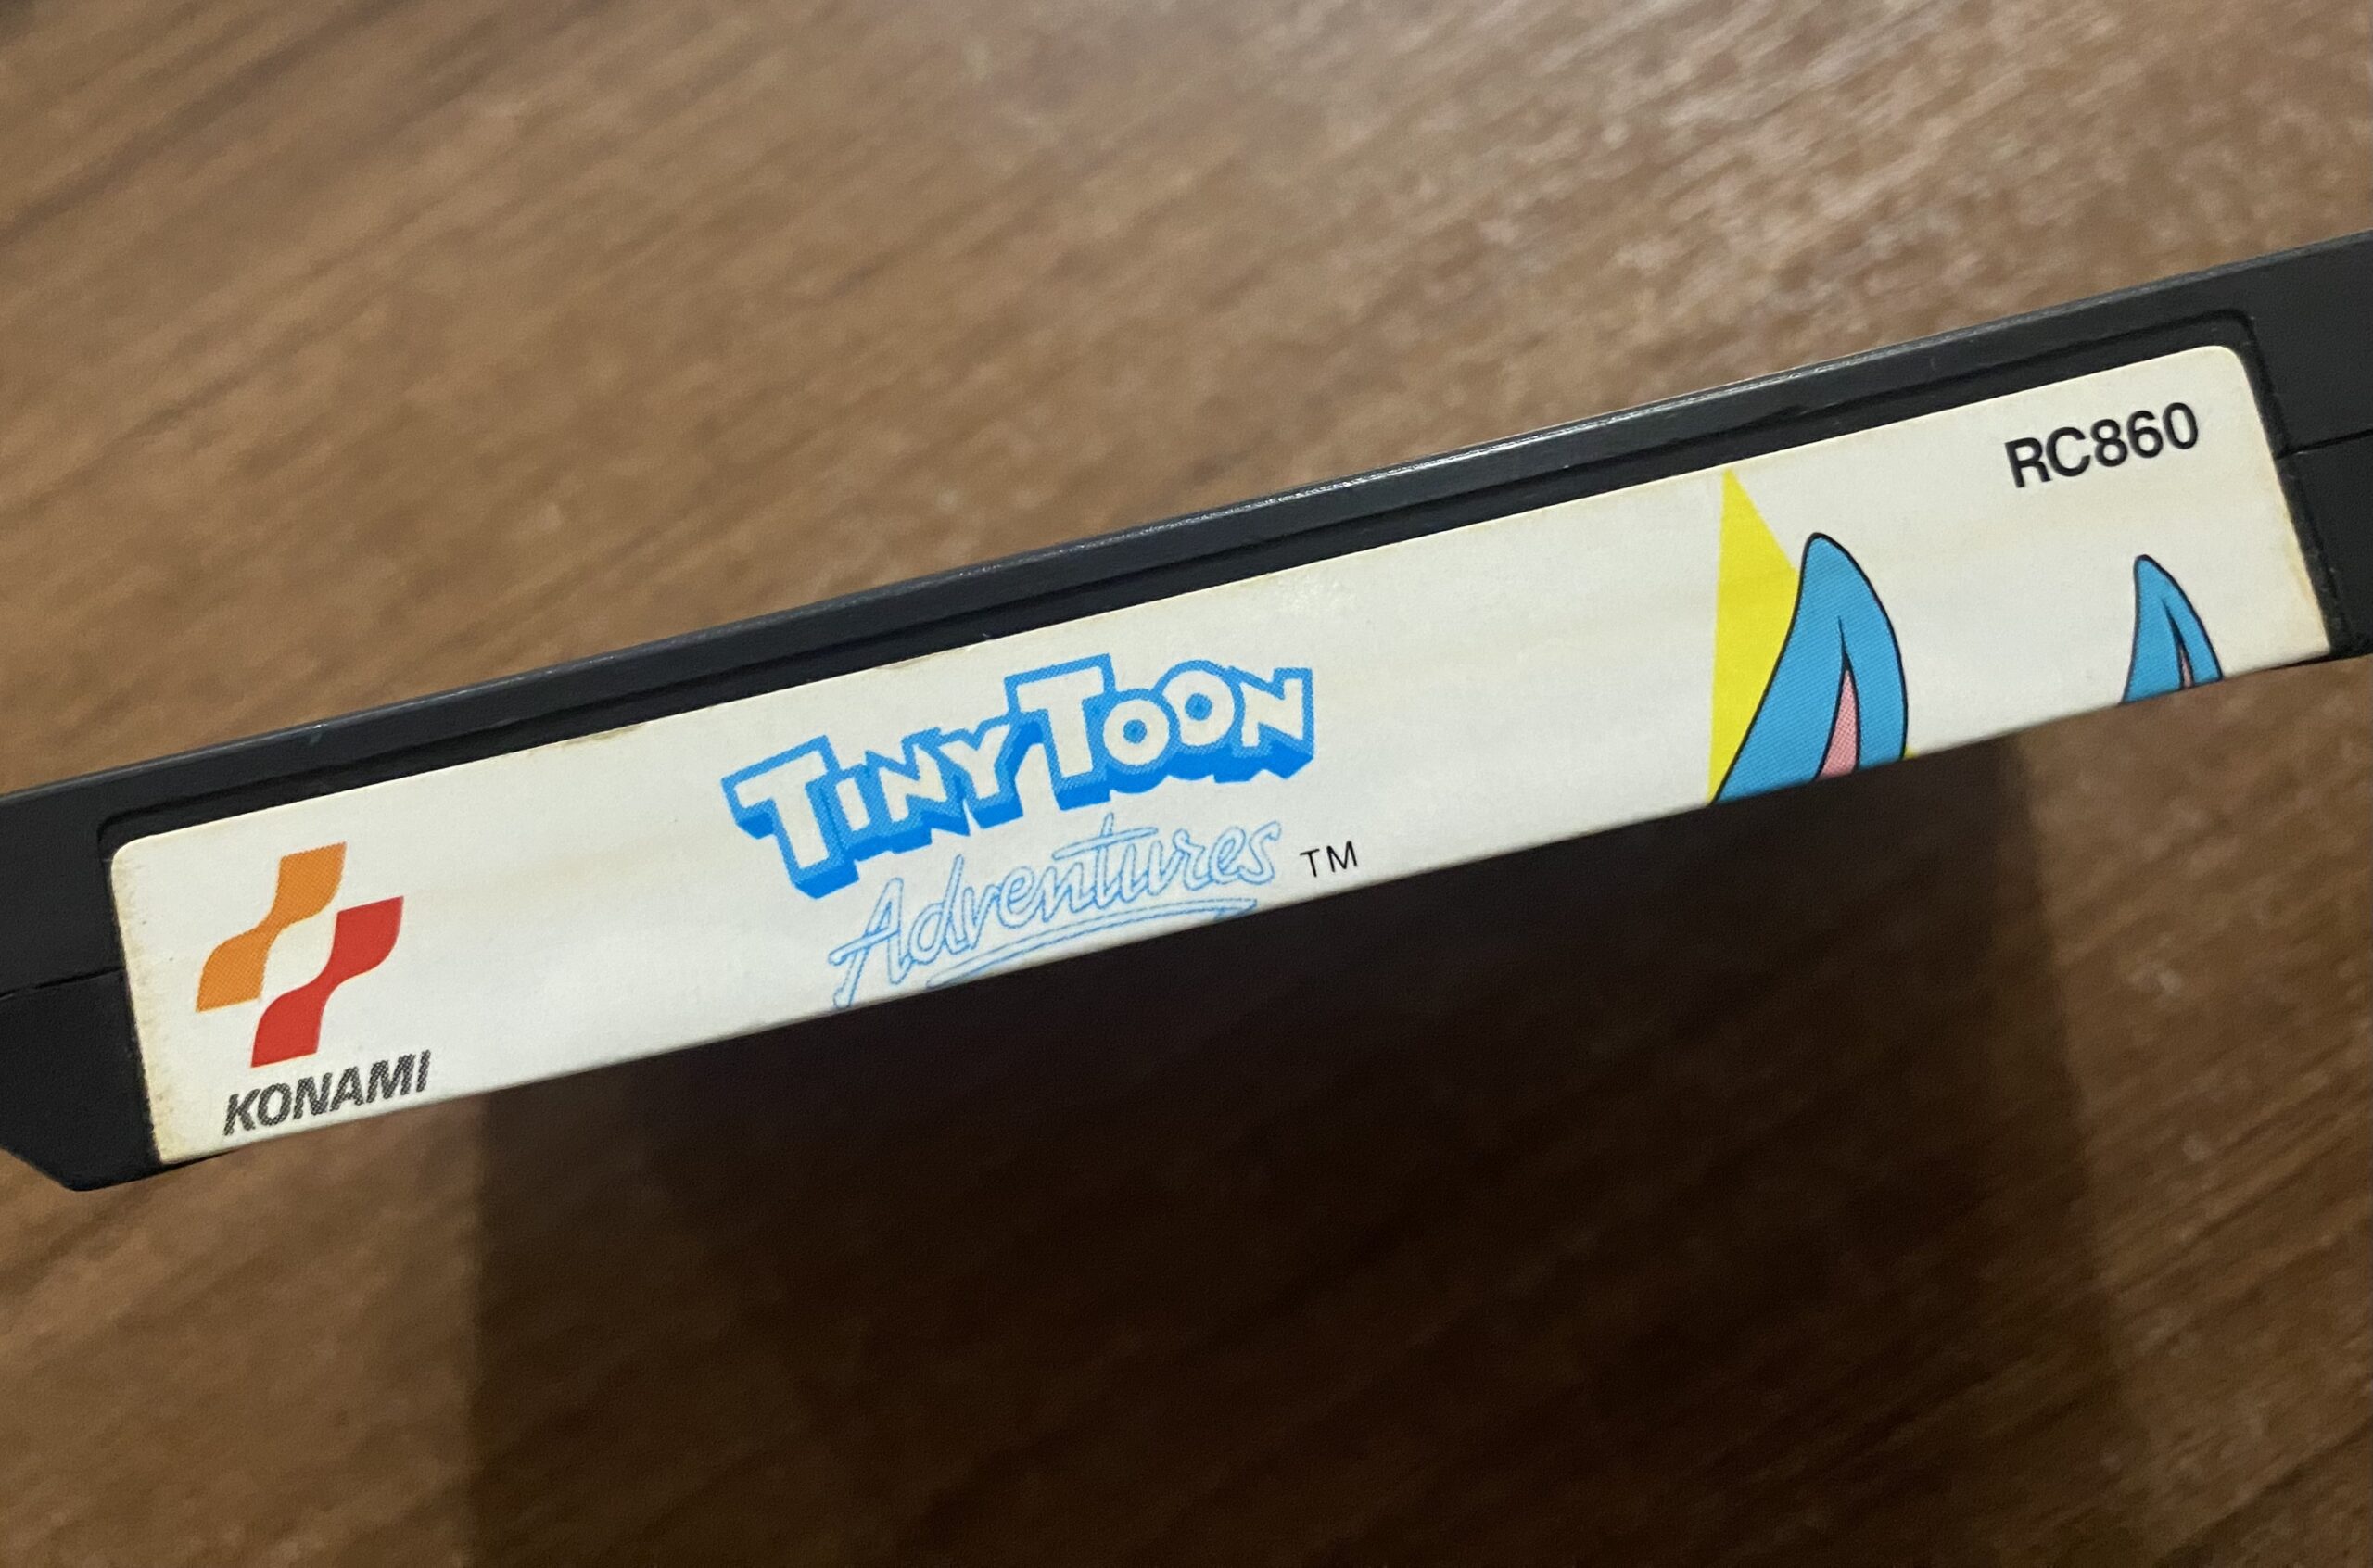 RC860
TINY TOON
Adventures TM
KONAMI